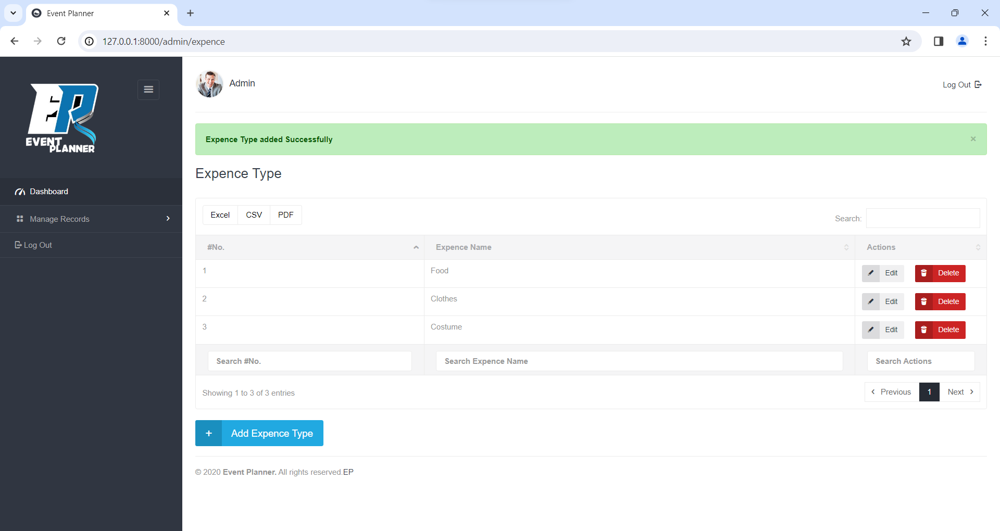 Event Planner
127.0.0.1:8000/admin/expence
EVENT
PLANNER
Admin
Log Out
Expence Type added Successfully
×
Expence Type
Dashboard
Manage Records
Log Out
Excel CSV PDF
Search:
#No. Expence Name Actions
1 Food Edit Delete
2 Clothes Edit Delete
3 Costume Edit Delete
Search #No. Search Expence Name Search Actions
Showing 1 to 3 of 3 entries
Previous 1 Next
+ Add Expence Type
© 2020 Event Planner. All rights reserved.EP